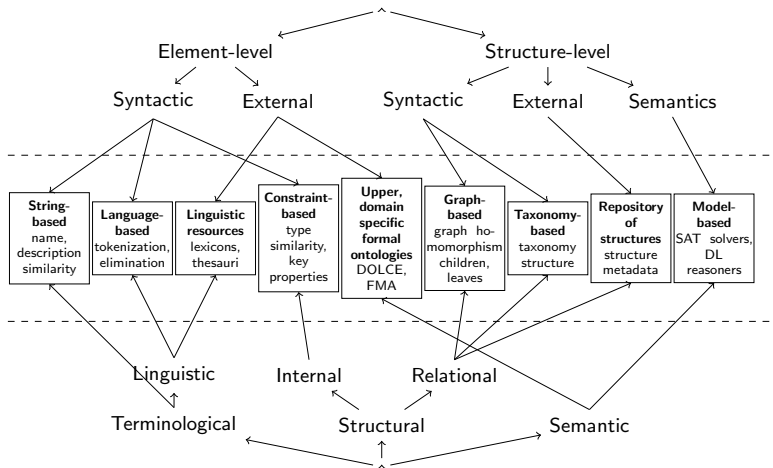 Element-level Structure-level
Syntactic External Syntactic External Semantics
String-
based
name,
description
similarity
Language-
based
tokenization,
elimination
Linguistic
resources
lexicons,
thesauri
Constraint-
based
type
similarity,
key
properties
Upper,
domain
specific
formal
ontologies
DOLCE,
FMA
Graph-
based
graph ho-
momorphism
children,
leaves
Taxonomy-
based
taxonomy
structure
Repository
of
structures
structure
metadata
Model-
based
SAT solvers,
DL
reasoners
Linguistic Internal Relational
Terminological Structural Semantic